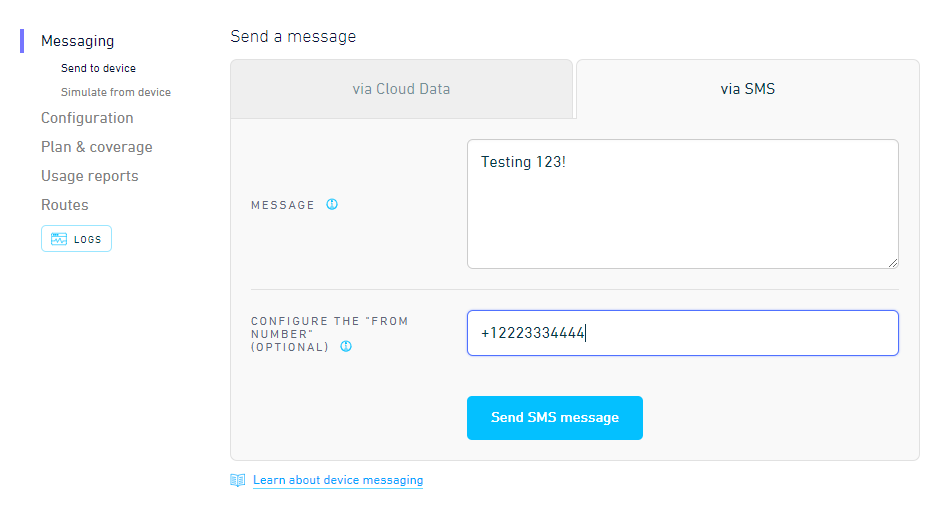 Messaging
Send to device
Simulate from device
Configuration
Plan & coverage
Usage reports
Routes
LOGS
Send a message
via Cloud Data
via SMS
MESSAGE
Testing 123!
CONFIGURE THE "FROM
NUMBER"
(OPTIONAL)
+12223334444
Send SMS message
Learn about device messaging